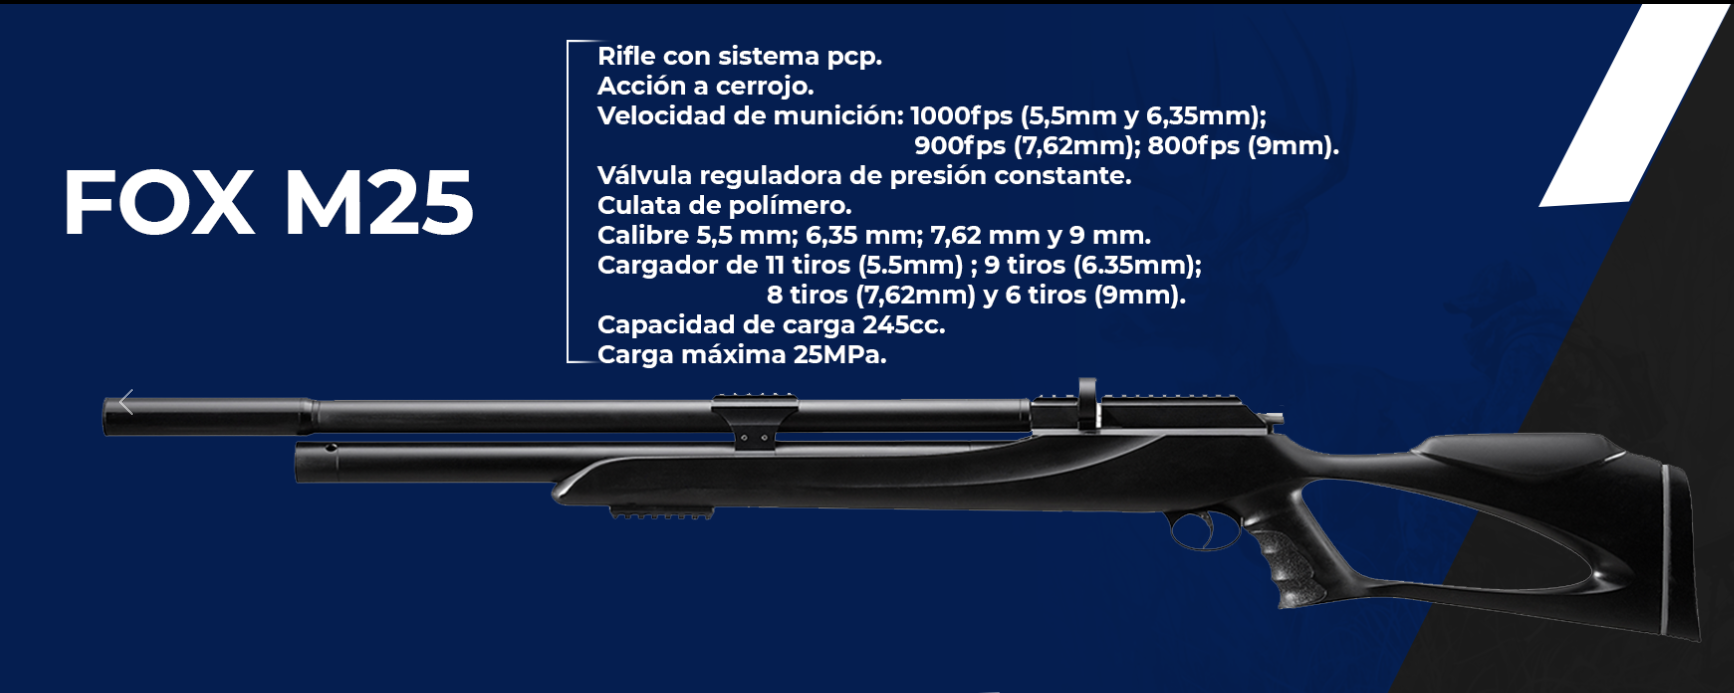 FOX M25
Rifle con sistema pcp.
Acción a cerrojo.
Velocidad de munición: 1000fps (5,5mm y 6,35mm);
900fps (7,62mm); 800fps (9mm).
Válvula reguladora de presión constante.
Culata de polímero.
Calibre 5,5 mm; 6,35 mm; 7,62 mm y 9 mm.
Cargador de 11 tiros (5.5mm) ; 9 tiros (6.35mm);
8 tiros (7,62mm) y 6 tiros (9mm).
Capacidad de carga 245cc.
Carga máxima 25MPa.